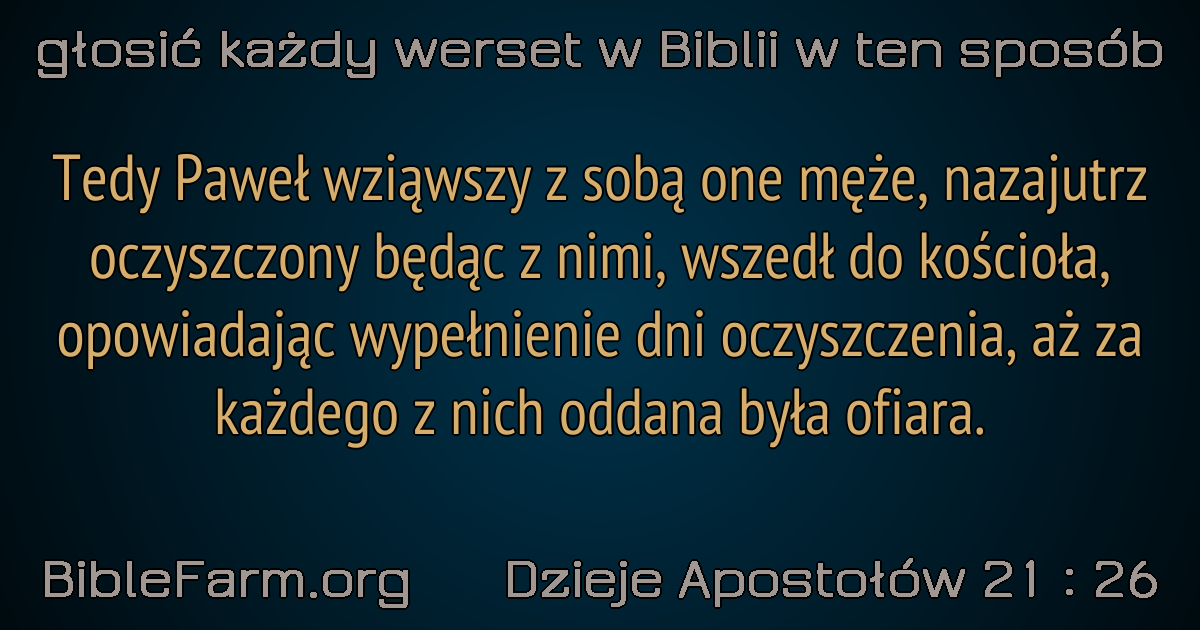 głosić każdy werset w Biblii w ten sposób
Tedy Paweł wziąwszy z sobą one męże, nazajutrz
oczyszczony będąc z nimi, wszedł do kościoła,
opowiadając wypełnienie dni oczyszczenia, aż za
każdego z nich oddana była ofiara.
BibleFarm.org Dzieje Apostołów 21 : 26